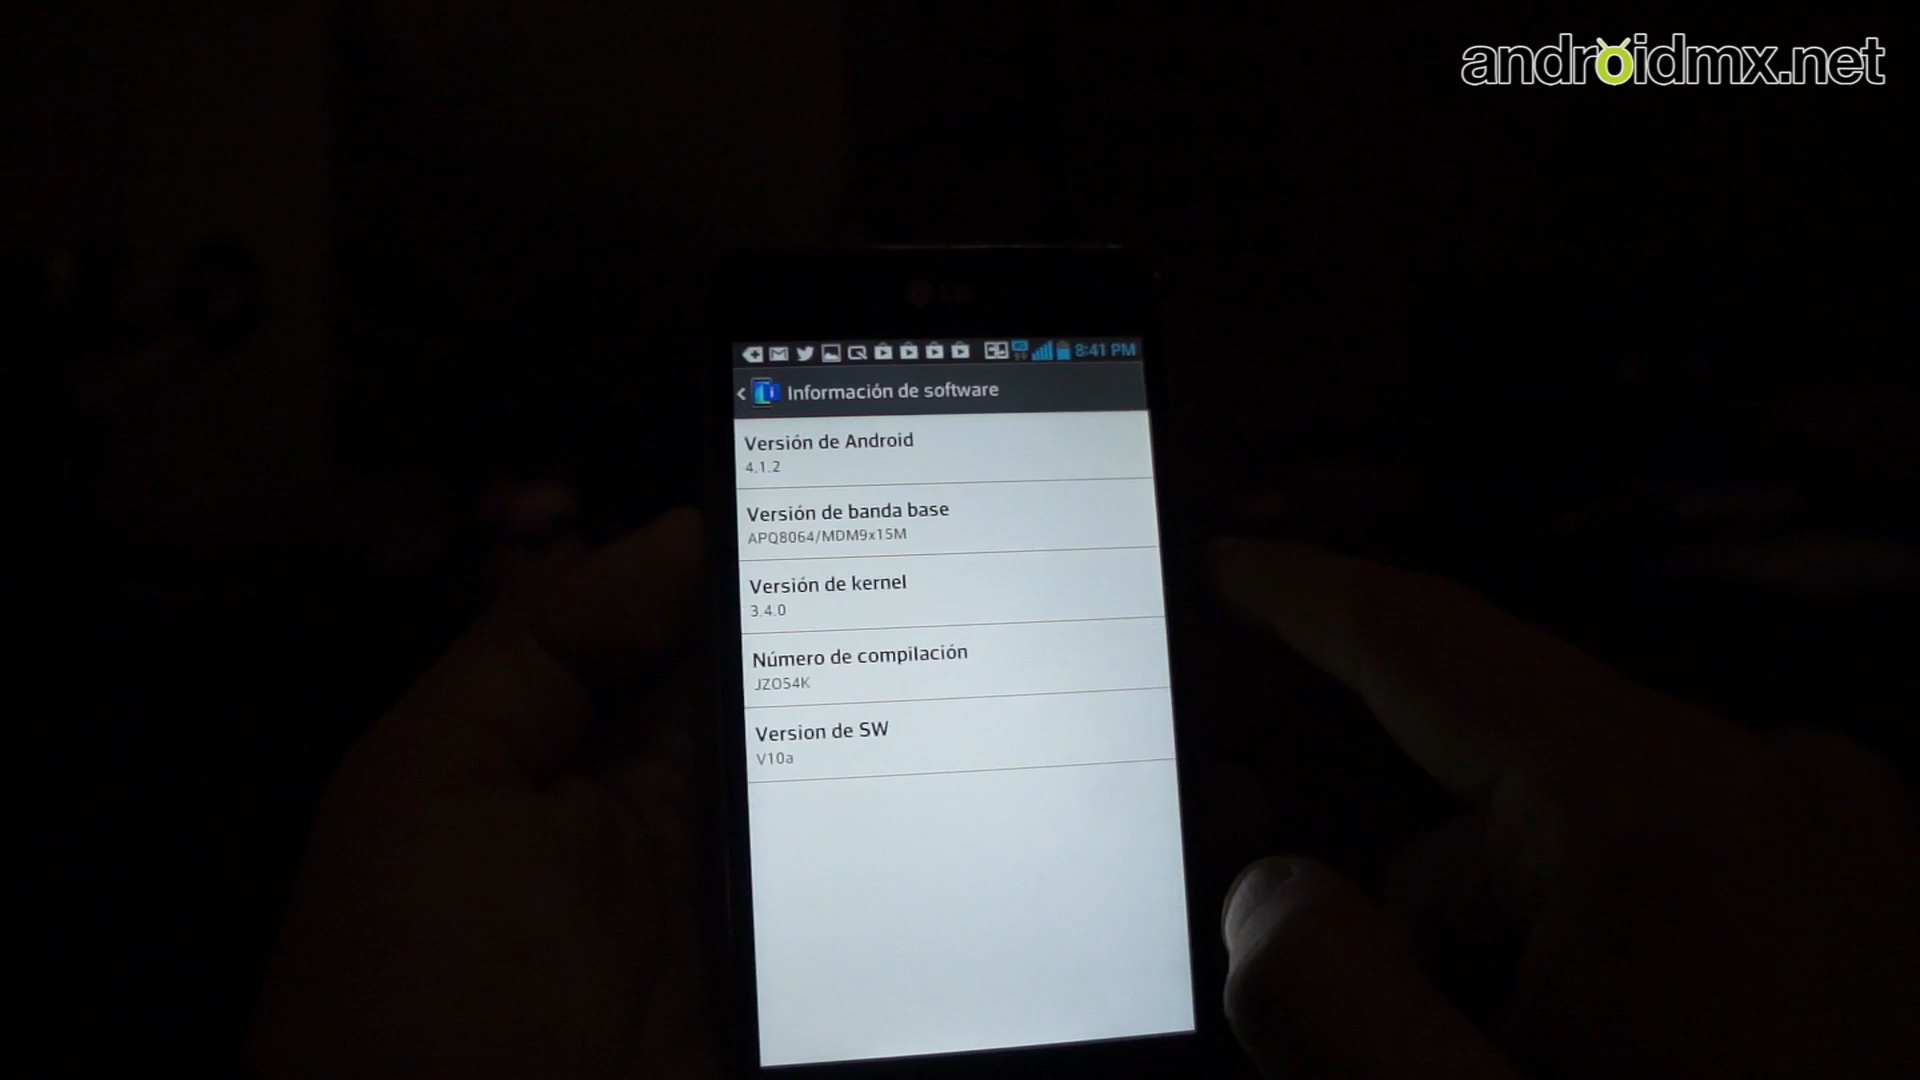 androidmx.net
8:41 PM
Información de software
Versión de Android
4.1.2
Versión de banda base
APQ8064/MDM9x15M
Versión de kernel
3.4.0
Número de compilación
JZO54K
Version de SW
V10a